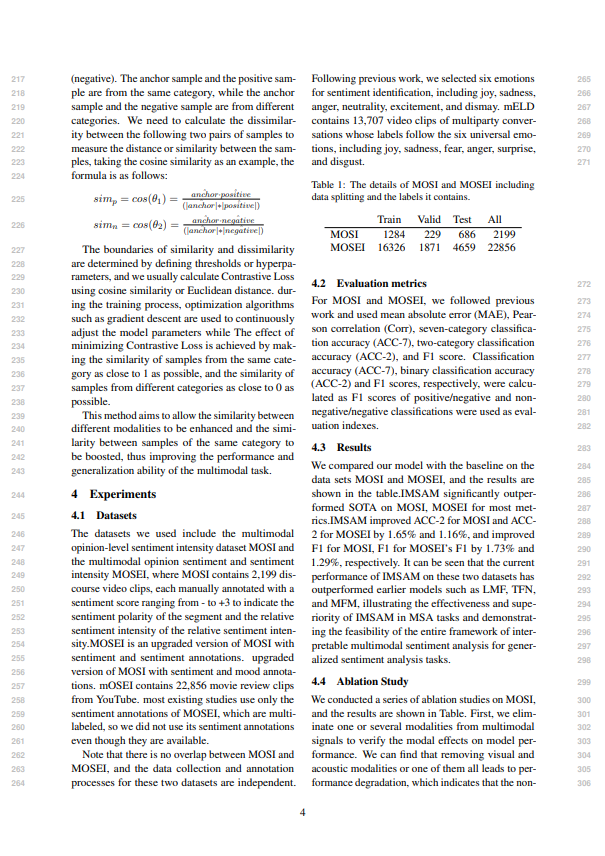 217 (negative). The anchor sample and the positive sam-
218 ple are from the same category, while the anchor
219 sample and the negative sample are from different
220 categories. We need to calculate the dissimilar-
221 ity between the following two pairs of samples to
222 measure the distance or similarity between the sam-
223 ples, taking the cosine similarity as an example, the
224 formula is as follows:
225 sim_p = cos(θ_1) = anchor·positive / (|anchor|∗|positive|)
226 sim_n = cos(θ_2) = anchor·negative / (|anchor|∗|negative|)
227 The boundaries of similarity and dissimilarity
228 are determined by defining thresholds or hyperpa-
229 rameters, and we usually calculate Contrastive Loss
230 using cosine similarity or Euclidean distance. dur-
231 ing the training process, optimization algorithms
232 such as gradient descent are used to continuously
233 adjust the model parameters while The effect of
234 minimizing Contrastive Loss is achieved by mak-
235 ing the similarity of samples from the same cate-
236 gory as close to 1 as possible, and the similarity of
237 samples from different categories as close to 0 as
238 possible.
239 This method aims to allow the similarity between
240 different modalities to be enhanced and the simi-
241 larity between samples of the same category to
242 be boosted, thus improving the performance and
243 generalization ability of the multimodal task.
244 4 Experiments
245 4.1 Datasets
246 The datasets we used include the multimodal
247 opinion-level sentiment intensity dataset MOSI and
248 the multimodal opinion sentiment and sentiment
249 intensity MOSEI, where MOSI contains 2,199 dis-
250 course video clips, each manually annotated with a
251 sentiment score ranging from - to +3 to indicate the
252 sentiment polarity of the segment and the relative
253 sentiment intensity of the relative sentiment inten-
254 sity.MOSEI is an upgraded version of MOSI with
255 sentiment and sentiment annotations. upgraded
256 version of MOSI with sentiment and mood annota-
257 tions. mOSEI contains 22,856 movie review clips
258 from YouTube. most existing studies use only the
259 sentiment annotations of MOSEI, which are multi-
260 labeled, so we did not use its sentiment annotations
261 even though they are available.
262 Note that there is no overlap between MOSI and
263 MOSEI, and the data collection and annotation
264 processes for these two datasets are independent.
Following previous work, we selected six emotions 265
for sentiment identification, including joy, sadness, 266
anger, neutrality, excitement, and dismay. mELD 267
contains 13,707 video clips of multiparty conver- 268
sations whose labels follow the six universal emo- 269
tions, including joy, sadness, fear, anger, surprise, 270
and disgust. 271
Table 1: The details of MOSI and MOSEI including
data splitting and the labels it contains.
Train Valid Test All
MOSI 1284 229 686 2199
MOSEI 16326 1871 4659 22856
4.2 Evaluation metrics 272
For MOSI and MOSEI, we followed previous 273
work and used mean absolute error (MAE), Pear- 274
son correlation (Corr), seven-category classifica- 275
tion accuracy (ACC-7), two-category classification 276
accuracy (ACC-2), and F1 score. Classification 277
accuracy (ACC-7), binary classification accuracy 278
(ACC-2) and F1 scores, respectively, were calcu- 279
lated as F1 scores of positive/negative and non- 280
negative/negative classifications were used as eval- 281
uation indexes. 282
4.3 Results 283
We compared our model with the baseline on the 284
data sets MOSI and MOSEI, and the results are 285
shown in the table.IMSAM significantly outper- 286
formed SOTA on MOSI, MOSEI for most met- 287
rics.IMSAM improved ACC-2 for MOSI and ACC- 288
2 for MOSEI by 1.65% and 1.16%, and improved 289
F1 for MOSI, F1 for MOSEI's F1 by 1.73% and 290
1.29%, respectively. It can be seen that the current 291
performance of IMSAM on these two datasets has 292
outperformed earlier models such as LMF, TFN, 293
and MFM, illustrating the effectiveness and supe- 294
riority of IMSAM in MSA tasks and demonstrat- 295
ing the feasibility of the entire framework of inter- 296
pretable multimodal sentiment analysis for gener- 297
alized sentiment analysis tasks. 298
4.4 Ablation Study 299
We conducted a series of ablation studies on MOSI, 300
and the results are shown in Table. First, we elim- 301
inate one or several modalities from multimodal 302
signals to verify the modal effects on model per- 303
formance. We can find that removing visual and 304
acoustic modalities or one of them all leads to per- 305
formance degradation, which indicates that the non- 306
4